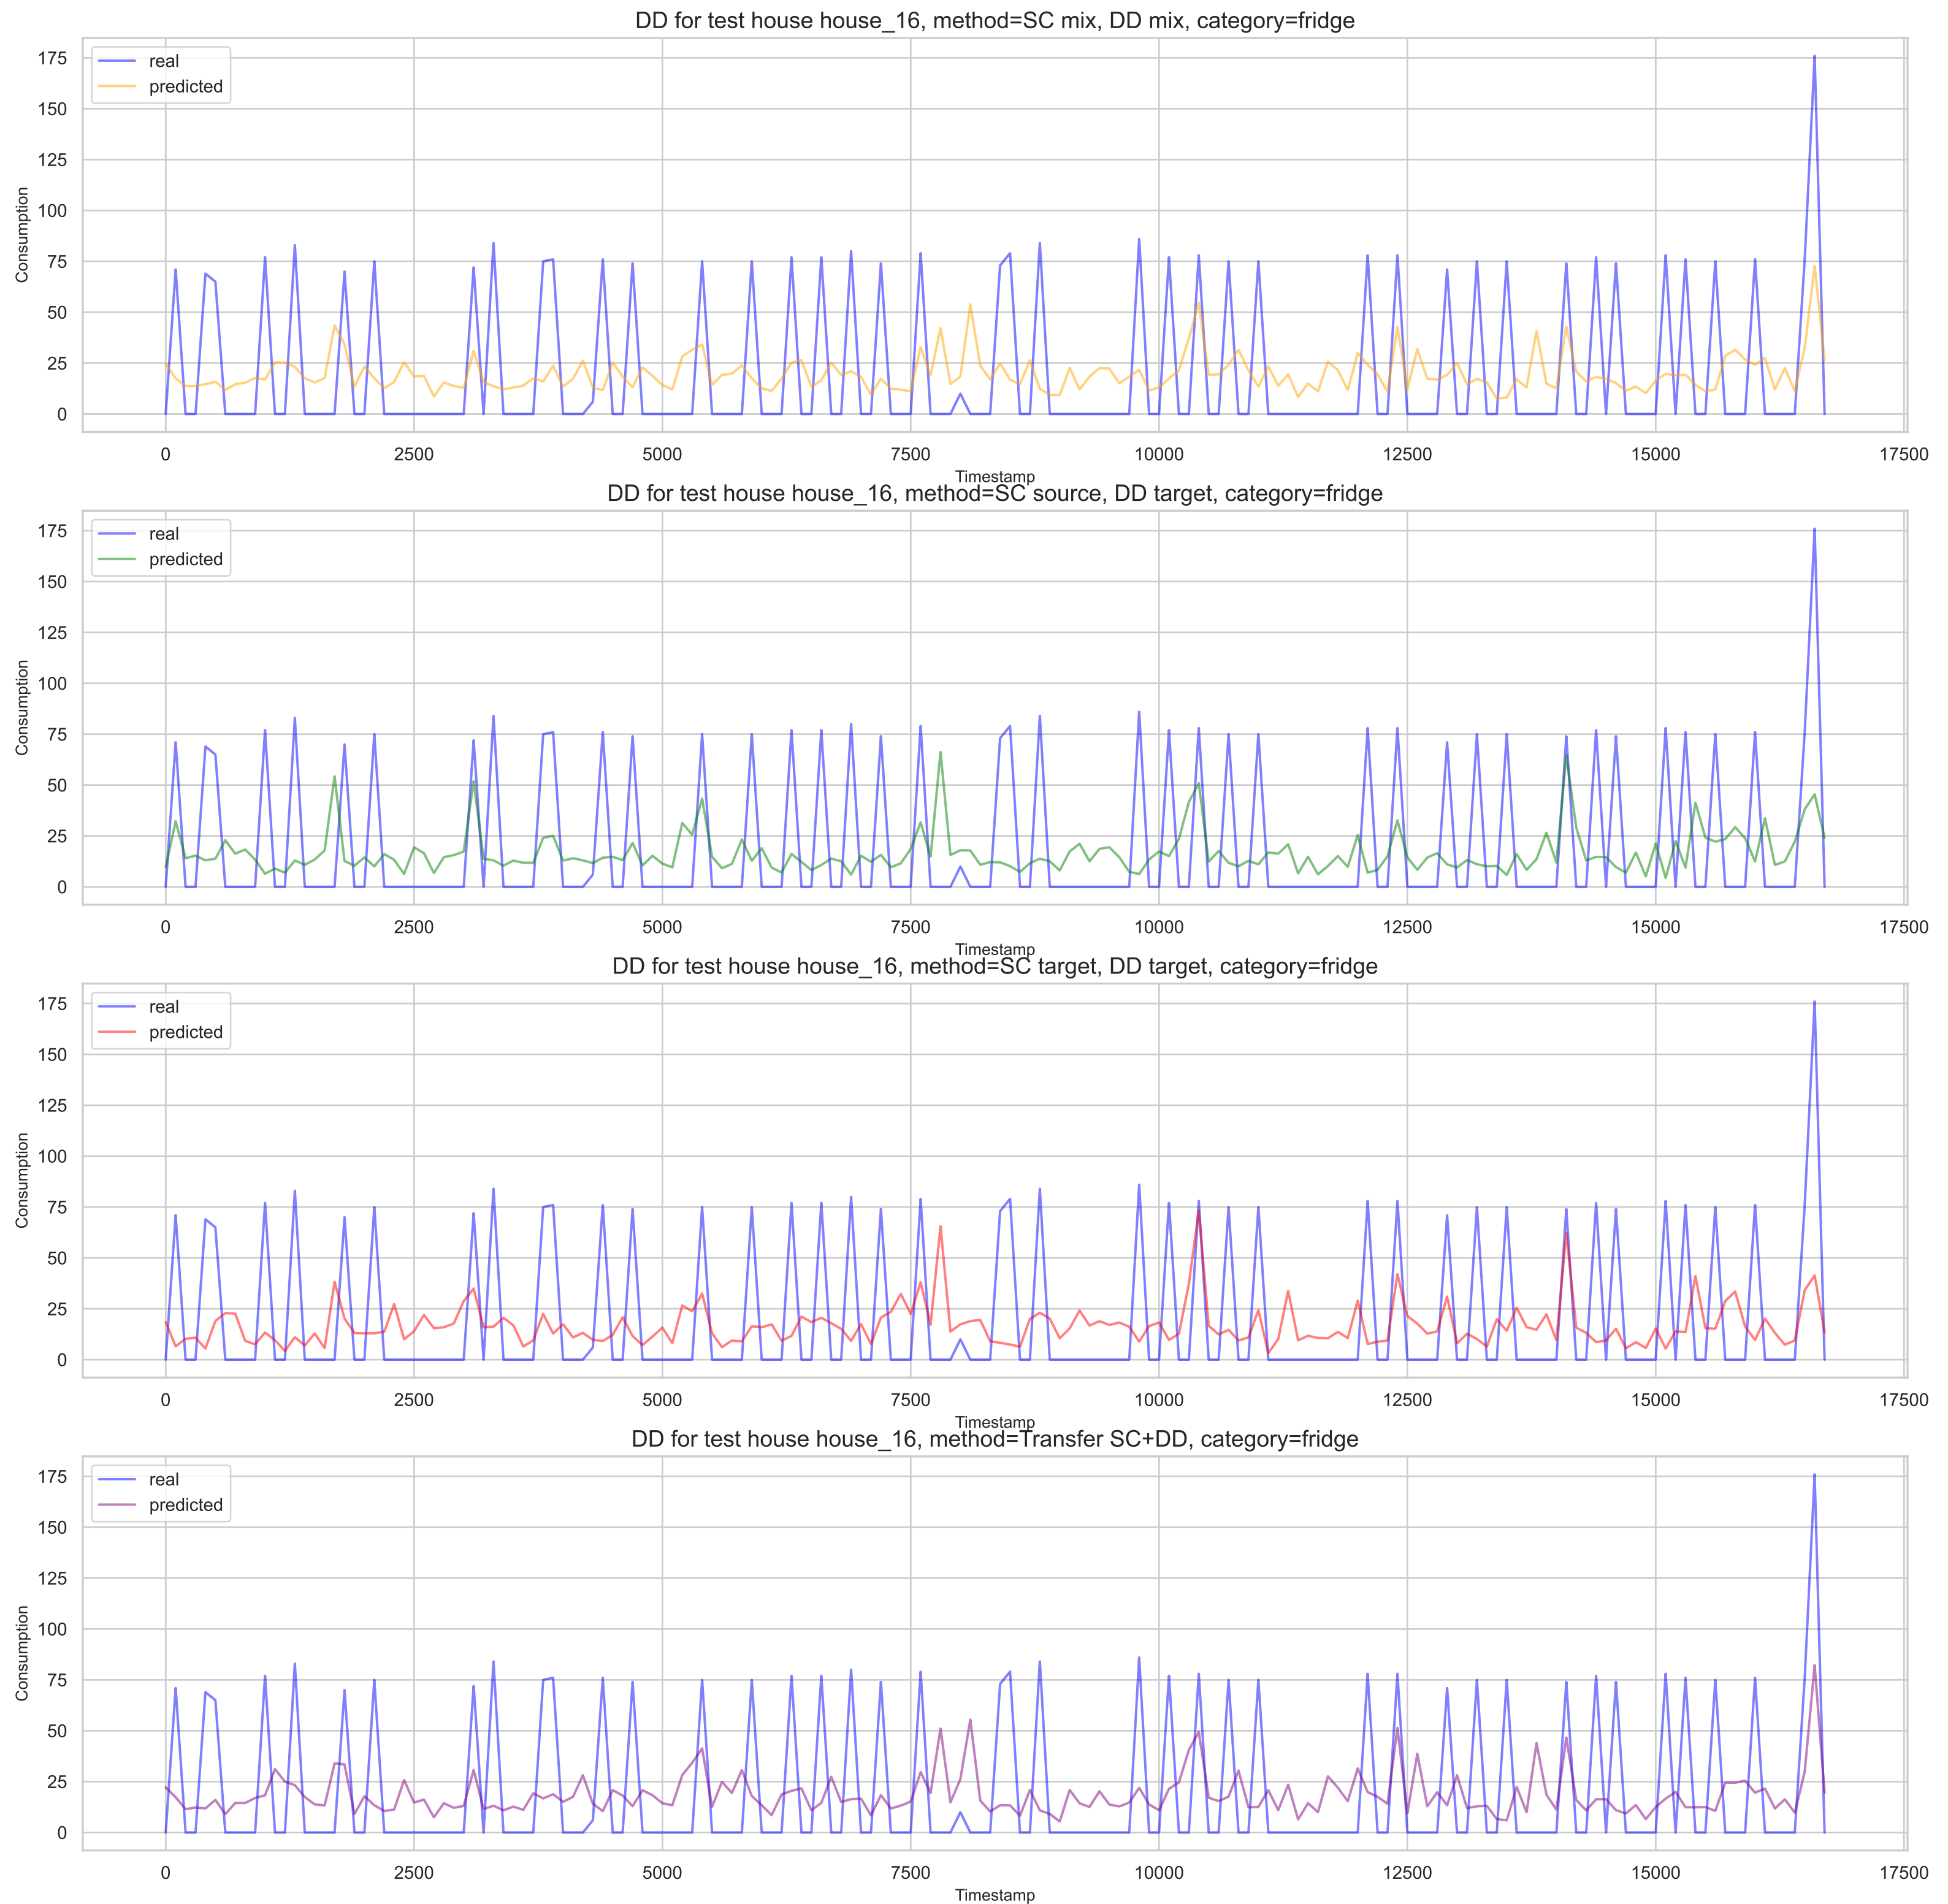 DD for test house house_16, method=SC mix, DD mix, category=fridge
real
predicted
175
150
125
100
75
50
25
0
Consumption
0 2500 5000 7500 10000 12500 15000 17500
Timestamp
DD for test house house_16, method=SC source, DD target, category=fridge
real
predicted
175
150
125
100
75
50
25
0
Consumption
0 2500 5000 7500 10000 12500 15000 17500
Timestamp
DD for test house house_16, method=SC target, DD target, category=fridge
real
predicted
175
150
125
100
75
50
25
0
Consumption
0 2500 5000 7500 10000 12500 15000 17500
Timestamp
DD for test house house_16, method=Transfer SC+DD, category=fridge
real
predicted
175
150
125
100
75
50
25
0
Consumption
0 2500 5000 7500 10000 12500 15000 17500
Timestamp